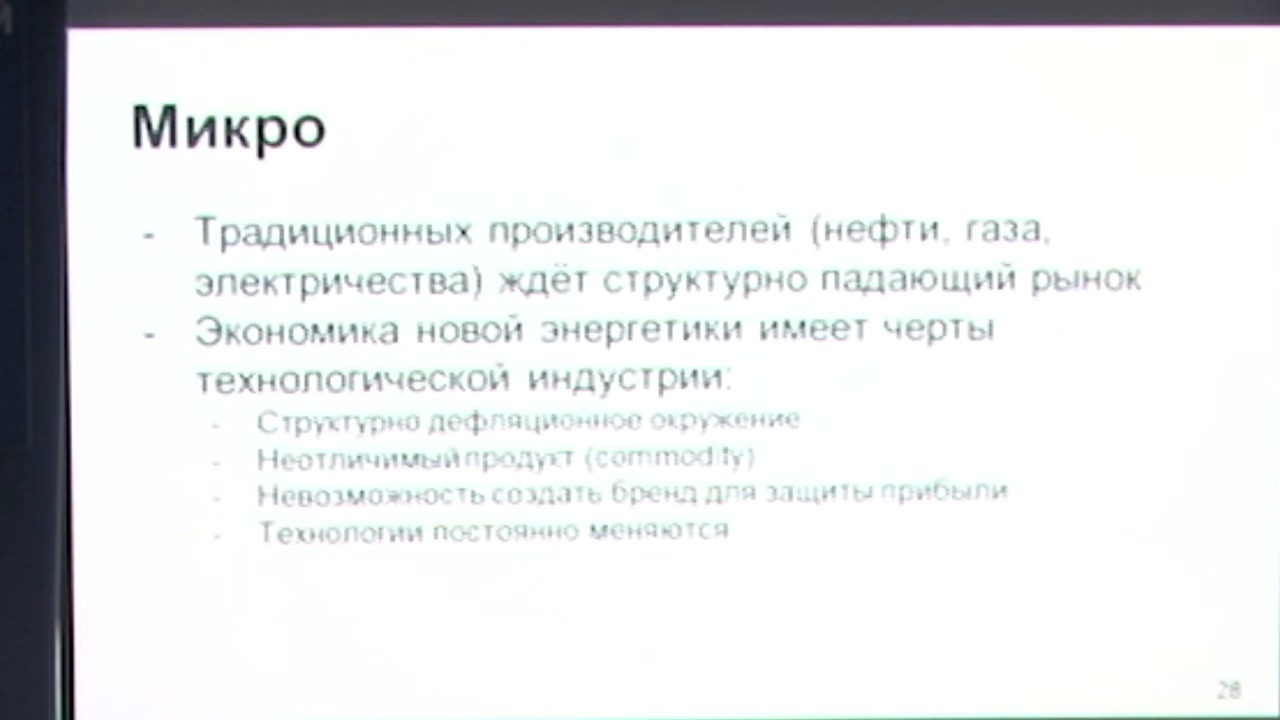 Микро
- Традиционных производителей (нефти, газа,
электричества) ждёт структурно падающий рынок
- Экономика новой энергетики имеет черты
технологической индустрии:
- Структурно дефляционное окружение
- Неотличимый продукт (commodity)
- Невозможность создать бренд для защиты прибыли
- Технологии постоянно меняются
28